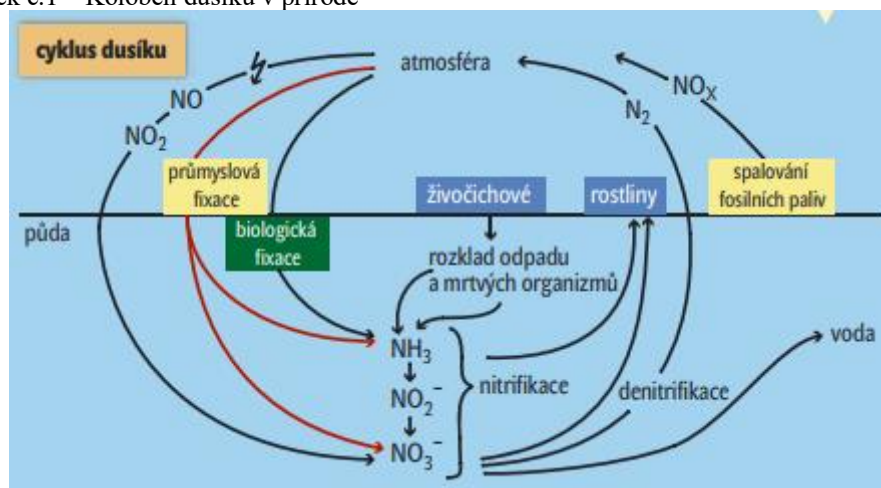 cyklus dusíku
atmosféra
NO
NO₂
N₂
NOₓ
průmyslová
fixace
živočichové
rostliny
spalování
fosilních paliv
půda
biologická
fixace
rozklad odpadu
a mrtvých organizmů
voda
NH₃
nitrifikace
denitrifikace
NO₂⁻
NO₃⁻